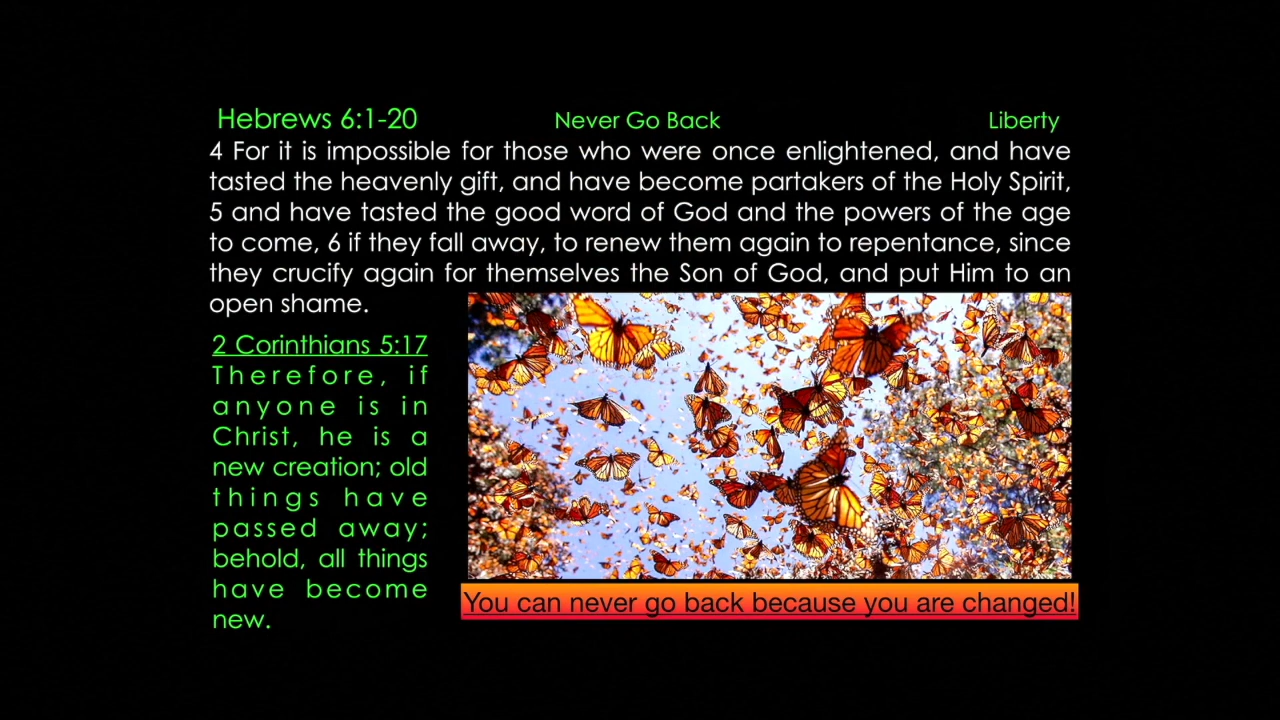 Hebrews 6:1-20 Never Go Back Liberty
4 For it is impossible for those who were once enlightened, and have
tasted the heavenly gift, and have become partakers of the Holy Spirit,
5 and have tasted the good word of God and the powers of the age
to come, 6 if they fall away, to renew them again to repentance, since
they crucify again for themselves the Son of God, and put Him to an
open shame.
2 Corinthians 5:17
Therefore, if
anyone is in
Christ, he is a
new creation; old
things have
passed away;
behold, all things
have become
new.
You can never go back because you are changed!